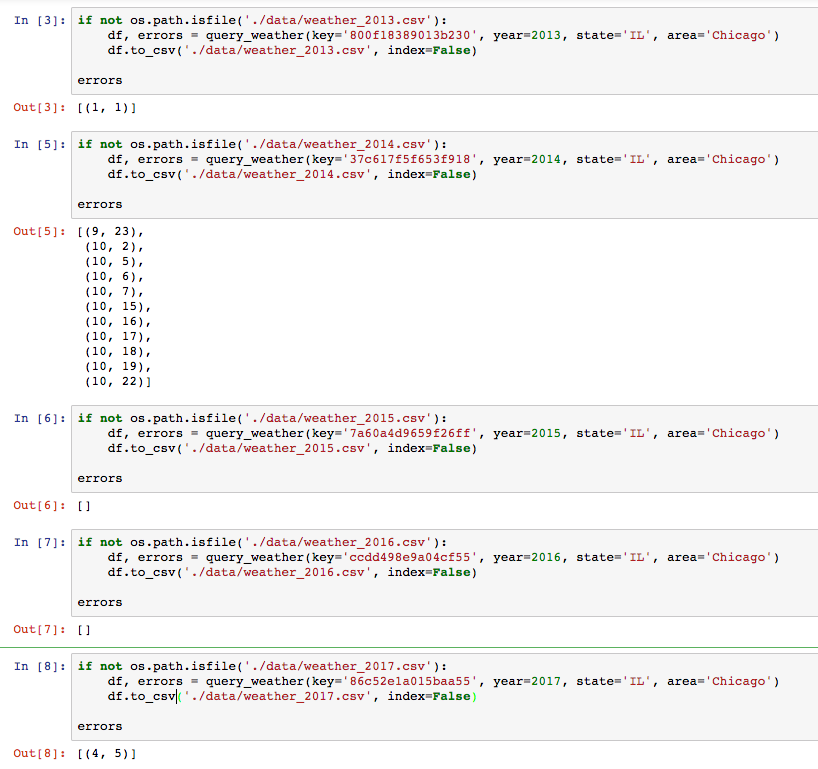 In [3]: if not os.path.isfile('./data/weather_2013.csv'):
    df, errors = query_weather(key='800f18389013b230', year=2013, state='IL', area='Chicago')
    df.to_csv('./data/weather_2013.csv', index=False)
errors
Out[3]: [(1, 1)]
In [5]: if not os.path.isfile('./data/weather_2014.csv'):
    df, errors = query_weather(key='37c617f5f653f918', year=2014, state='IL', area='Chicago')
    df.to_csv('./data/weather_2014.csv', index=False)
errors
Out[5]: [(9, 23),
 (10, 2),
 (10, 5),
 (10, 6),
 (10, 7),
 (10, 15),
 (10, 16),
 (10, 17),
 (10, 18),
 (10, 19),
 (10, 22)]
In [6]: if not os.path.isfile('./data/weather_2015.csv'):
    df, errors = query_weather(key='7a60a4d9659f26ff', year=2015, state='IL', area='Chicago')
    df.to_csv('./data/weather_2015.csv', index=False)
errors
Out[6]: []
In [7]: if not os.path.isfile('./data/weather_2016.csv'):
    df, errors = query_weather(key='ccdd498e9a04cf55', year=2016, state='IL', area='Chicago')
    df.to_csv('./data/weather_2016.csv', index=False)
errors
Out[7]: []
In [8]: if not os.path.isfile('./data/weather_2017.csv'):
    df, errors = query_weather(key='86c52e1a015baa55', year=2017, state='IL', area='Chicago')
    df.to_csv('./data/weather_2017.csv', index=False)
errors
Out[8]: [(4, 5)]